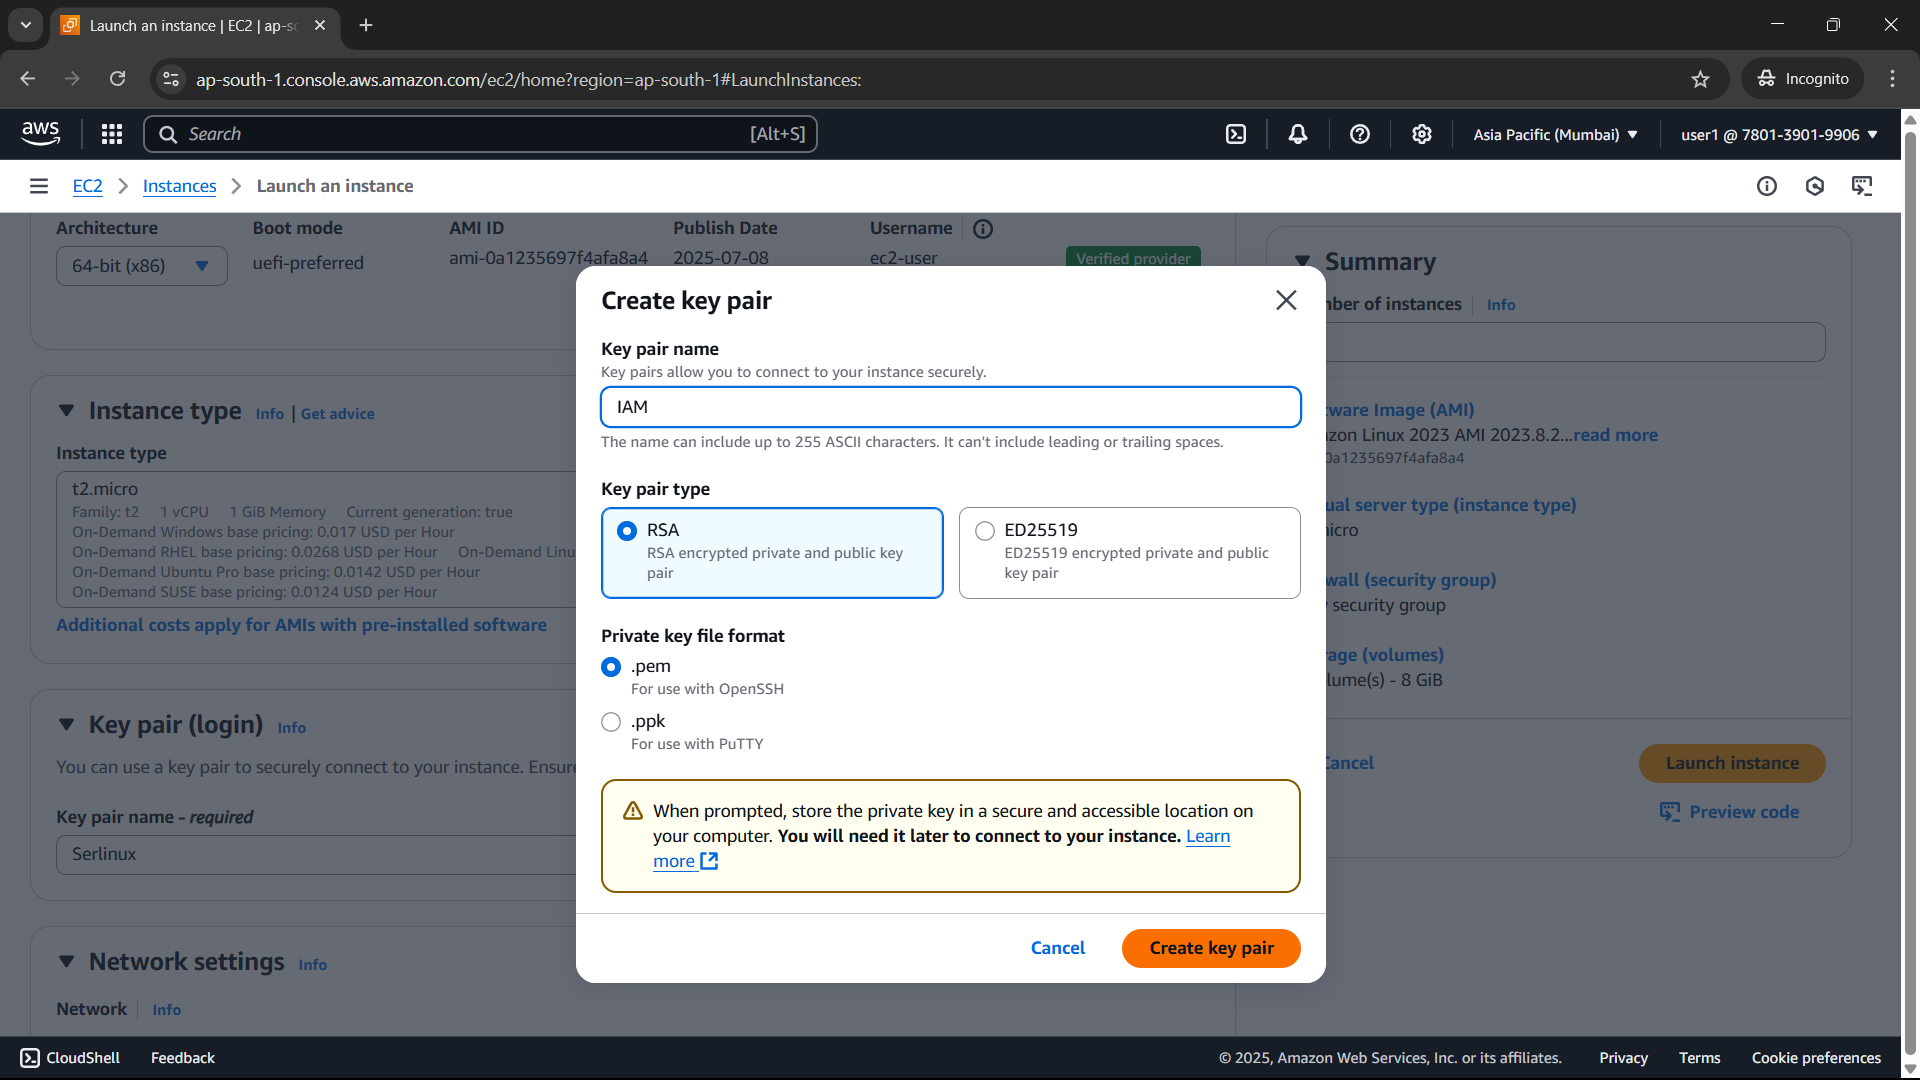 Launch an instance | EC2 | ap-so
ap-south-1.console.aws.amazon.com/ec2/home?region=ap-south-1#LaunchInstances:
Incognito
aws
Search
[Alt+S]
Asia Pacific (Mumbai)
user1 @ 7801-3901-9906
EC2
Instances
Launch an instance
Architecture
Boot mode
AMI ID
Publish Date
Username
64-bit (x86)
uefi-preferred
ami-0a1235697f4afa8a4
2025-07-08
ec2-user
Verified provider
Instance type
Info
Get advice
Instance type
t2.micro
Family: t2 1 vCPU 1 GiB Memory Current generation: true
On-Demand Windows base pricing: 0.017 USD per Hour
On-Demand RHEL base pricing: 0.0268 USD per Hour On-Demand Linu
On-Demand Ubuntu Pro base pricing: 0.0142 USD per Hour
On-Demand SUSE base pricing: 0.0124 USD per Hour
Additional costs apply for AMIs with pre-installed software
Key pair (login)
Info
You can use a key pair to securely connect to your instance. Ensure
Key pair name - required
Serlinux
Network settings
Info
Network
Info
Create key pair
Key pair name
Key pairs allow you to connect to your instance securely.
IAM
The name can include up to 255 ASCII characters. It can't include leading or trailing spaces.
Key pair type
RSA
RSA encrypted private and public key
pair
ED25519
ED25519 encrypted private and public
key pair
Private key file format
.pem
For use with OpenSSH
.ppk
For use with PuTTY
When prompted, store the private key in a secure and accessible location on
your computer. You will need it later to connect to your instance. Learn
more
Cancel
Create key pair
Summary
ber of instances
Info
ware Image (AMI)
zon Linux 2023 AMI 2023.8.2...read more
0a1235697f4afa8a4
ual server type (instance type)
icro
wall (security group)
security group
age (volumes)
lume(s) - 8 GiB
Cancel
Launch instance
Preview code
CloudShell
Feedback
© 2025, Amazon Web Services, Inc. or its affiliates.
Privacy
Terms
Cookie preferences